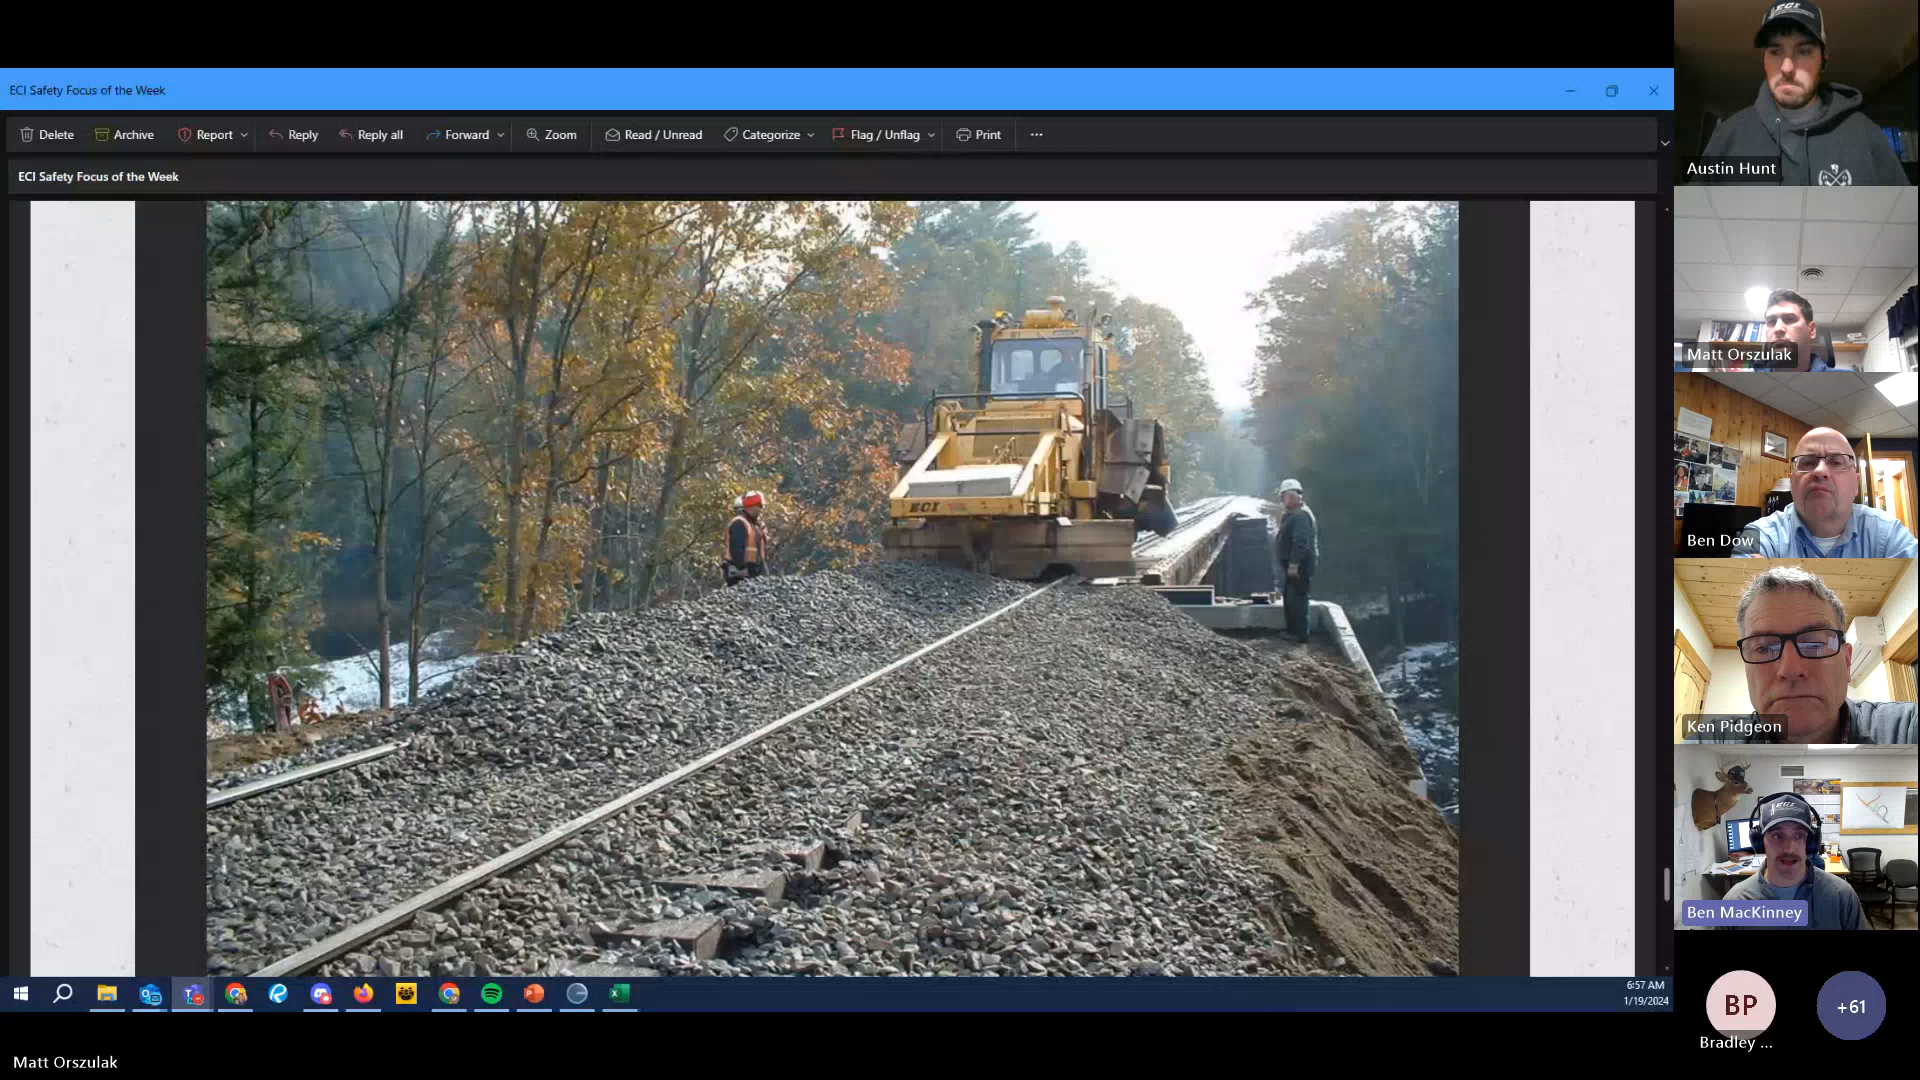 ECI Safety Focus of the Week
Delete Archive Report Reply Reply all Forward Zoom Read / Unread Categorize Flag / Unflag Print ...
ECI Safety Focus of the Week
ECI
6:57 AM
1/19/2024
Matt Orszulak
ECI
Austin Hunt
Matt Orszulak
Ben Dow
Ken Pidgeon
ECI
Ben MacKinney
BP
+61
Bradley ...